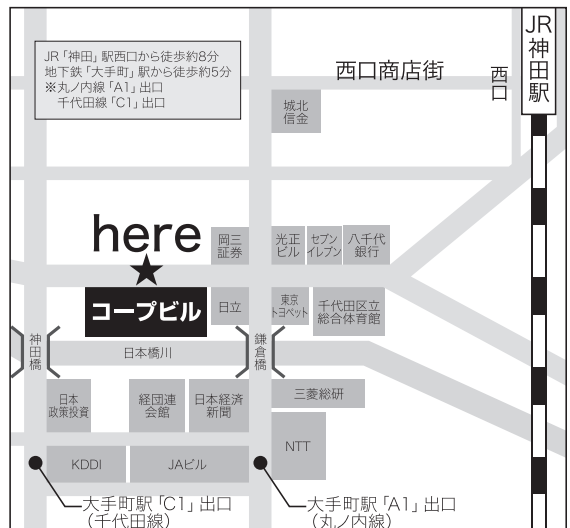 JR「神田」駅西口から徒歩約8分
地下鉄「大手町」駅から徒歩約5分
※丸ノ内線「A1」出口
千代田線「C1」出口
JR神田駅
西口商店街
西口
城北
信金
here
岡三
証券
光正
ビル
セブン
イレブン
八千代
銀行
コープビル
日立
東京
トヨペット
千代田区立
総合体育館
神田橋
日本橋川
鎌倉橋
日本
政策投資
経団連
会館
日本経済
新聞
三菱総研
KDDI
JAビル
NTT
大手町駅「C1」出口
（千代田線）
大手町駅「A1」出口
（丸ノ内線）